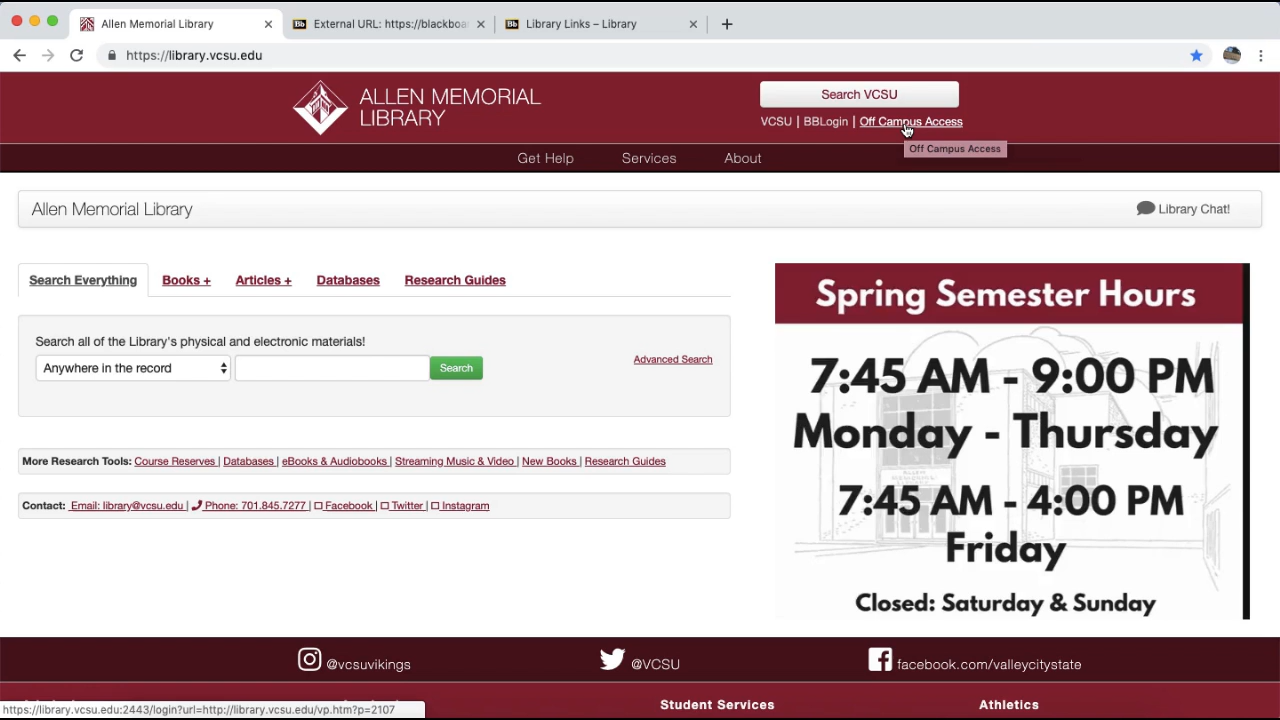 Allen Memorial Library
External URL: https://blackboar
Library Links – Library
https://library.vcsu.edu
ALLEN MEMORIAL
LIBRARY
Search VCSU
VCSU | BBLogin | Off Campus Access
Off Campus Access
Get Help Services About
Allen Memorial Library
Library Chat!
Search Everything Books + Articles + Databases Research Guides
Search all of the Library's physical and electronic materials!
Anywhere in the record Search
Advanced Search
More Research Tools: Course Reserves | Databases | eBooks & Audiobooks | Streaming Music & Video | New Books | Research Guides
Contact: Email: library@vcsu.edu | Phone: 701.845.7277 | Facebook | Twitter | Instagram
Spring Semester Hours
7:45 AM - 9:00 PM
Monday - Thursday
7:45 AM - 4:00 PM
Friday
Closed: Saturday & Sunday
@vcsuvikings @VCSU facebook.com/valleycitystate
Student Services Athletics
https://library.vcsu.edu:2443/login?url=http://library.vcsu.edu/vp.htm?p=2107